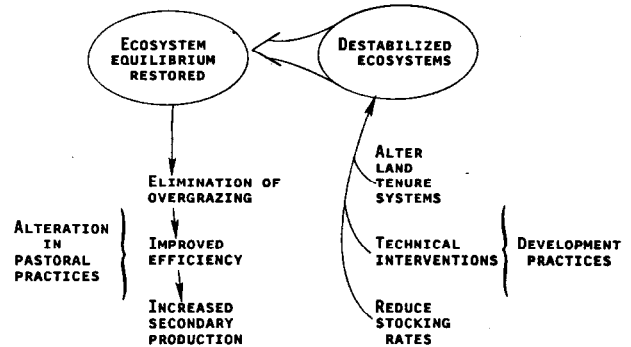 ECOSYSTEM
EQUILIBRIUM
RESTORED
DESTABILIZED
ECOSYSTEMS
ELIMINATION OF
OVERGRAZING
IMPROVED
EFFICIENCY
INCREASED
SECONDARY
PRODUCTION
ALTERATION
IN
PASTORAL
PRACTICES
ALTER
LAND
TENURE
SYSTEMS
TECHNICAL
INTERVENTIONS
REDUCE
STOCKING
RATES
DEVELOPMENT
PRACTICES